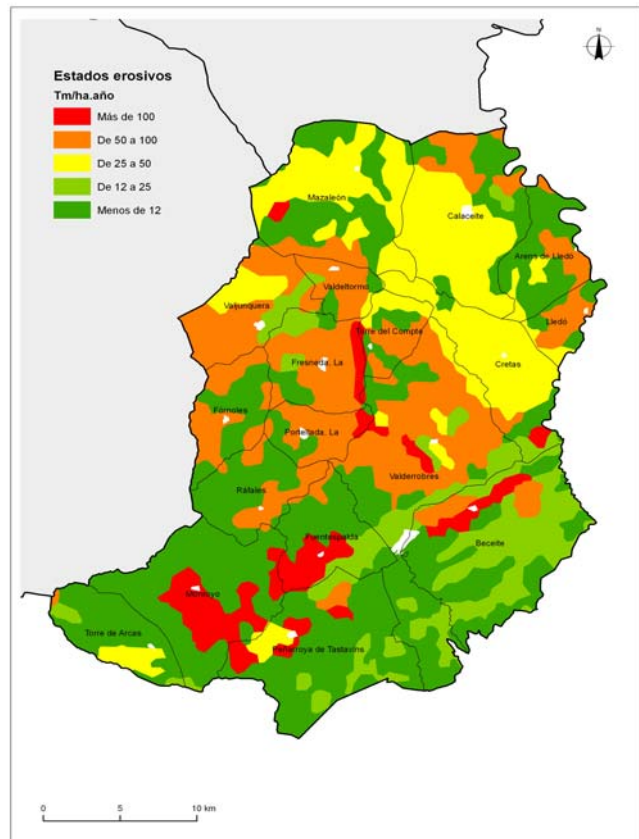 N
Estados erosivos
Tm/ha.año
Más de 100
De 50 a 100
De 25 a 50
De 12 a 25
Menos de 12
Mazaleón
Calaceite
Arens de Lledó
Valdeltormo
Valjunquera
Lledó
Torre del Compte
Fresneda, La
Cretas
Fórnoles
Portellada, La
Valderrobres
Ráfales
Fuentespalda
Beceite
Monroyo
Torre de Arcas
Peñarroya de Tastavins
0 5 10 km